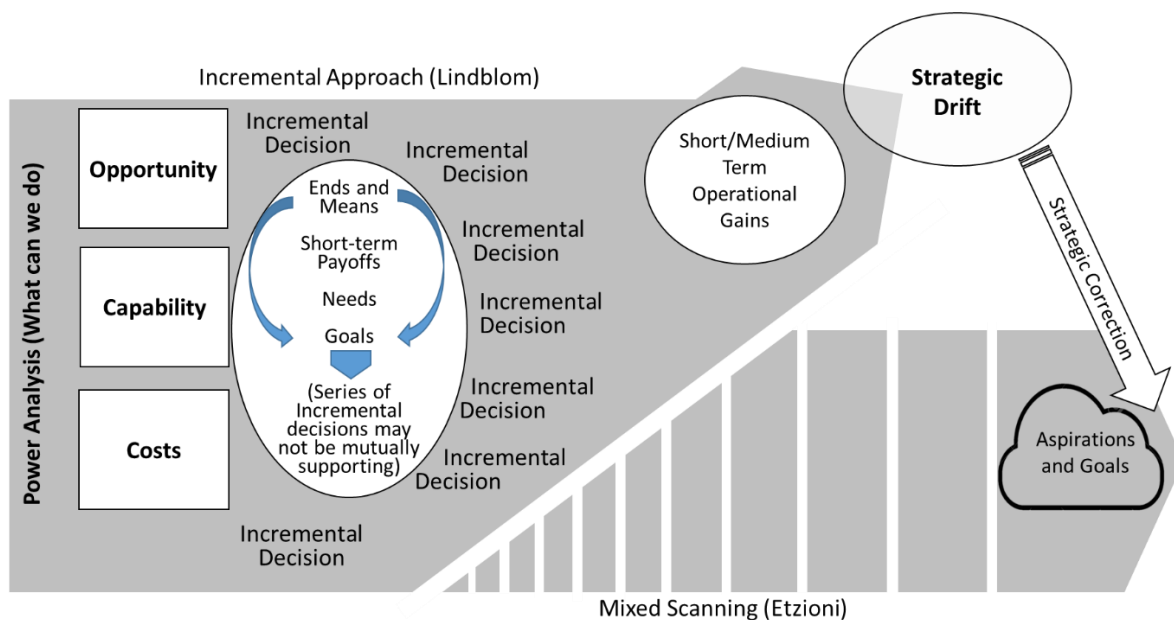 Incremental Approach (Lindblom)
Power Analysis (What can we do)
Opportunity
Capability
Costs
Incremental
Decision
Incremental
Decision
Incremental
Decision
Incremental
Decision
Incremental
Decision
Incremental
Decision
Incremental
Decision
Ends and
Means
Short-term
Payoffs
Needs
Goals
(Series of
Incremental
decisions may
not be mutually
supporting)
Short/Medium
Term
Operational
Gains
Strategic
Drift
Strategic Correction
Aspirations
and Goals
Mixed Scanning (Etzioni)